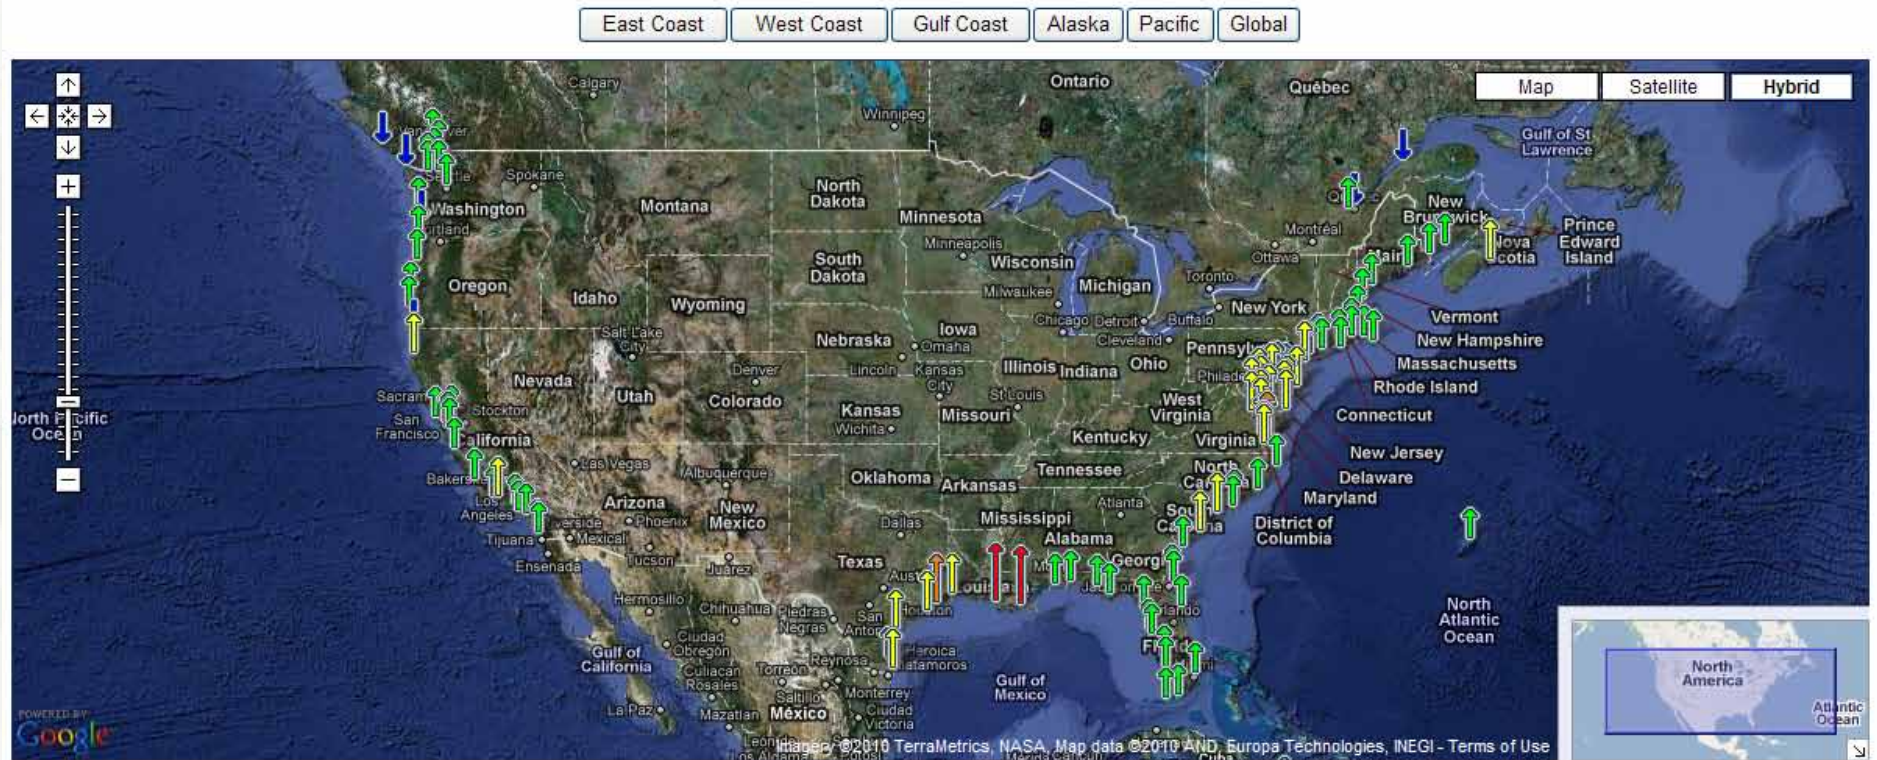 East Coast West Coast Gulf Coast Alaska Pacific Global
Map Satellite Hybrid
Calgary
Winnipeg
Ontario
Québec
Gulf of St
Lawrence
Spokane
Washington
Montana
North
Dakota
Minnesota
Minneapolis
South
Dakota
Wisconsin
Michigan
Milwaukee
Montréal
Ottawa
Toronto
New
Brunswick
Prince
Edward
Island
Oregon
Idaho
Wyoming
Salt Lake
City
Nebraska
Iowa
Omaha
Chicago
Detroit
Buffalo
Cleveland
New York
Vermont
New Hampshire
Massachusetts
Rhode Island
Connecticut
New Jersey
Delaware
Maryland
District of
Columbia
Nevada
Utah
Denver
Colorado
Lincoln
Kansas
City
Illinois
Indiana
Ohio
St Louis
Kansas
Wichita
Missouri
West
Virginia
Kentucky
Virginia
Stockton
San
Francisco
California
Las Vegas
Albuquerque
Oklahoma
Arkansas
Tennessee
North
Los
Angeles
Arizona
Phoenix
New
Mexico
Dallas
Mississippi
Atlanta
Alabama
Tijuana
Mexicali
Ensenada
Tucson
Juárez
Texas
Hermosillo
Chihuahua
Piedras
Negras
San
Houston
Gulf of
California
Ciudad
Obregón
Culiacan
Rosales
Torreón
Reynosa
Heroica
Saltillo
Monterrey
La Paz
Mazatlan
México
Ciudad
Victoria
Gulf of
Mexico
North
Atlantic
Ocean
North
America
Atlantic
Ocean
POWERED BY
Google
Imagery ©2010 TerraMetrics, NASA, Map data ©2010 AND, Europa Technologies, INEGI - Terms of Use